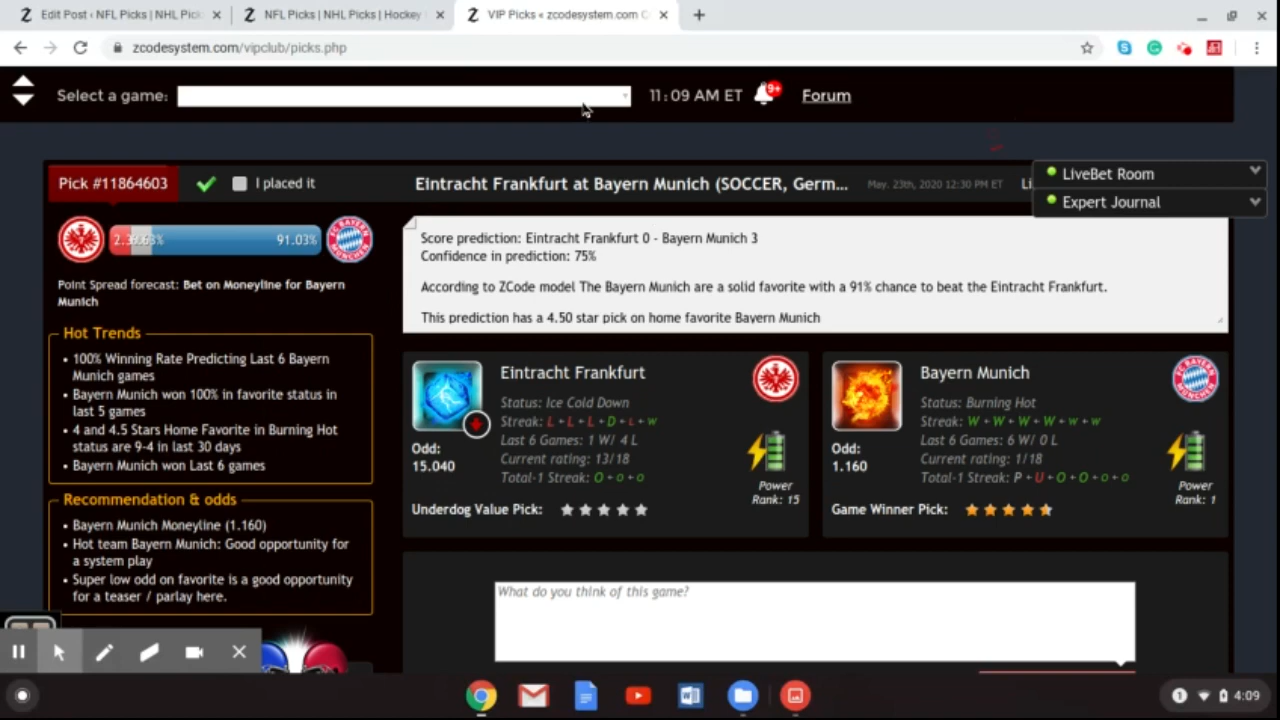 Edit Post ‹ NFL Picks | NHL Pick
NFL Picks | NHL Picks | Hockey
VIP Picks « zcodesystem.com
zcodesystem.com/vipclub/picks.php
Select a game:
11:09 AM ET
9+
Forum
Pick #11864603
I placed it
Eintracht Frankfurt at Bayern Munich (SOCCER, Germ...
May. 23th, 2020 12:30 PM ET
LiveBet Room
Expert Journal
91.03%
Point Spread forecast: Bet on Moneyline for Bayern
Munich
Score prediction: Eintracht Frankfurt 0 - Bayern Munich 3
Confidence in prediction: 75%
According to ZCode model The Bayern Munich are a solid favorite with a 91% chance to beat the Eintracht Frankfurt.
This prediction has a 4.50 star pick on home favorite Bayern Munich
Hot Trends
• 100% Winning Rate Predicting Last 6 Bayern
Munich games
• Bayern Munich won 100% in favorite status in
last 5 games
• 4 and 4.5 Stars Home Favorite in Burning Hot
status are 9-4 in last 30 days
• Bayern Munich won Last 6 games
Recommendation & odds
• Bayern Munich Moneyline (1.160)
• Hot team Bayern Munich: Good opportunity for
a system play
• Super low odd on favorite is a good opportunity
for a teaser / parlay here.
Eintracht Frankfurt
Status: Ice Cold Down
Streak: L + L + L + D + L + W
Last 6 Games: 1 W/ 4 L
Current rating: 13/18
Total-1 Streak: O + O + O
Odd:
15.040
Power
Rank: 15
Underdog Value Pick:
Bayern Munich
Status: Burning Hot
Streak: W + W + W + W + W + W
Last 6 Games: 6 W/ 0 L
Current rating: 1/18
Total-1 Streak: P + U + O + O + O + O
Odd:
1.160
Power
Rank: 1
Game Winner Pick:
What do you think of this game?
1
4:09